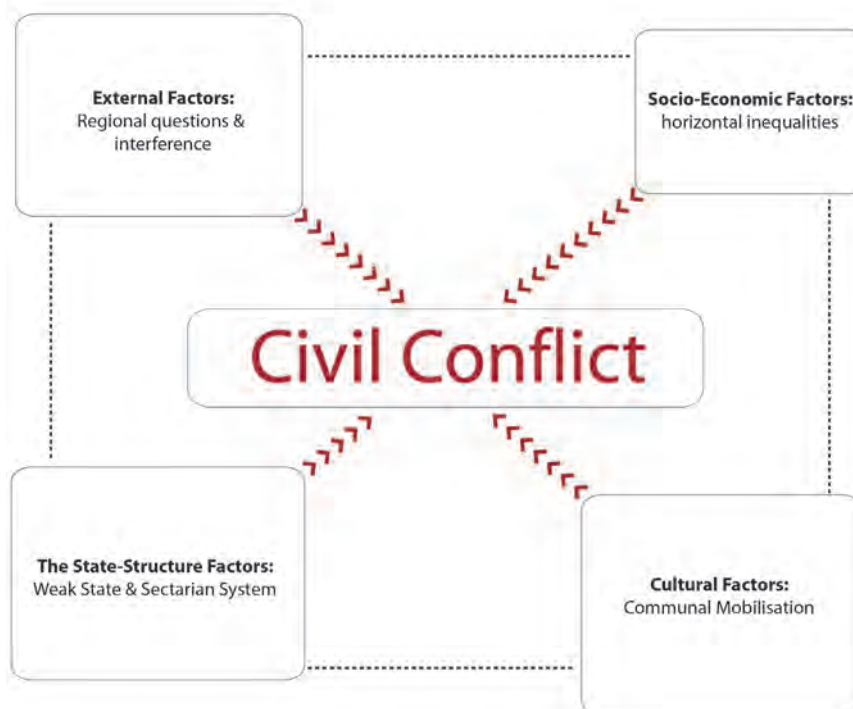 External Factors:
Regional questions &
interference
Socio-Economic Factors:
horizontal inequalities
Civil Conflict
The State-Structure Factors:
Weak State & Sectarian System
Cultural Factors:
Communal Mobilisation